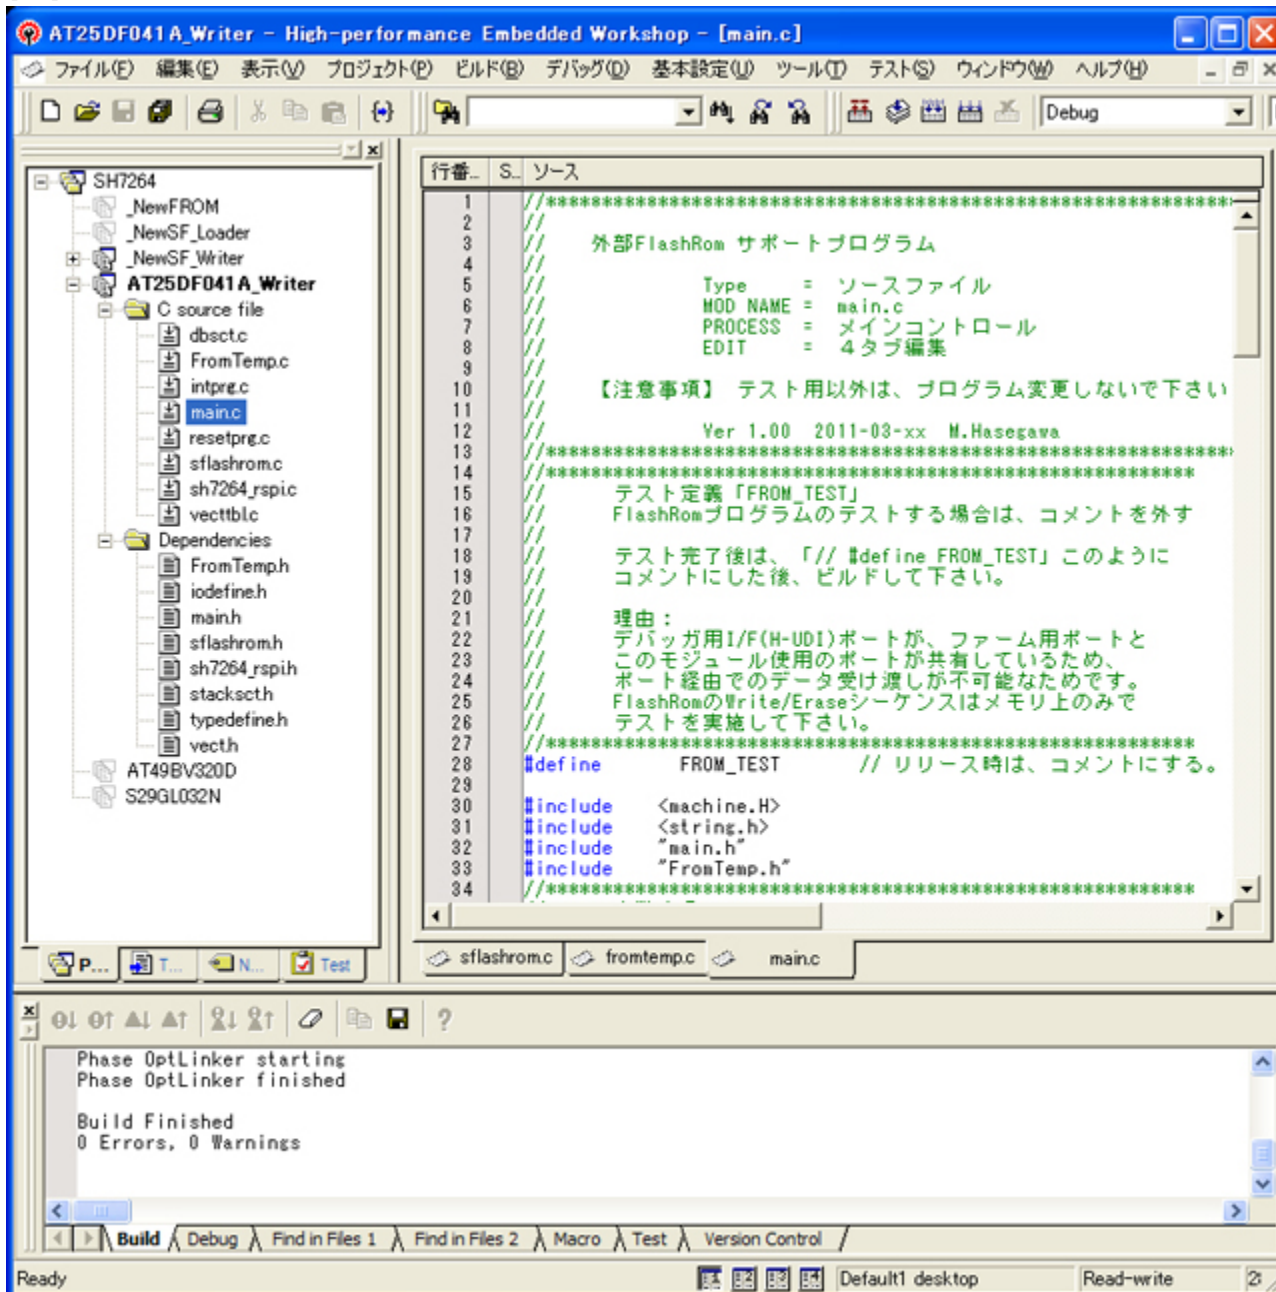 AT25DF041A_Writer - High-performance Embedded Workshop - [main.c]
ファイル(F) 編集(E) 表示(V) プロジェクト(P) ビルド(B) デバッグ(D) 基本設定(U) ツール(T) テスト(S) ウィンドウ(W) ヘルプ(H)
Debug
SH7264
_NewFROM
_NewSF_Loader
_NewSF_Writer
AT25DF041A_Writer
C source file
dbsct.c
FromTemp.c
intprg.c
main.c
resetprg.c
sflashrom.c
sh7264_rspi.c
vecttbl.c
Dependencies
FromTemp.h
iodefine.h
main.h
sflashrom.h
sh7264_rspi.h
stacksct.h
typedefine.h
vect.h
AT49BV320D
S29GL032N
P... T... N... Test
行番... S... ソース
1 //*************************************************************
2 //
3 // 外部FlashRom サポートプログラム
4 //
5 // Type = ソースファイル
6 // MOD NAME = main.c
7 // PROCESS = メインコントロール
8 // EDIT = 4タブ編集
9 //
10 // 【注意事項】 テスト用以外は、プログラム変更しないで下さい
11 //
12 // Ver 1.00 2011-03-xx M.Hasegawa
13 //*************************************************************
14 //**********************************************************
15 // テスト定義「FROM_TEST」
16 // FlashRomプログラムのテストする場合は、コメントを外す
17 //
18 // テスト完了後は、「// #define FROM_TEST」このように
19 // コメントにした後、ビルドして下さい。
20 //
21 // 理由：
22 // デバッガ用I/F(H-UDI)ポートが、ファーム用ポートと
23 // このモジュール使用のポートが共有しているため、
24 // ポート経由でのデータ受け渡しが不可能なためです。
25 // FlashRomのWrite/Eraseシーケンスはメモリ上のみで
26 // テストを実施して下さい。
27 //**********************************************************
28 #define FROM_TEST // リリース時は、コメントにする。
29
30 #include <machine.H>
31 #include <string.h>
32 #include "main.h"
33 #include "FromTemp.h"
34 //**********************************************************
sflashrom.c fromtemp.c main.c
Phase OptLinker starting
Phase OptLinker finished
Build Finished
0 Errors, 0 Warnings
Build Debug Find in Files 1 Find in Files 2 Macro Test Version Control
Ready Default1 desktop Read-write